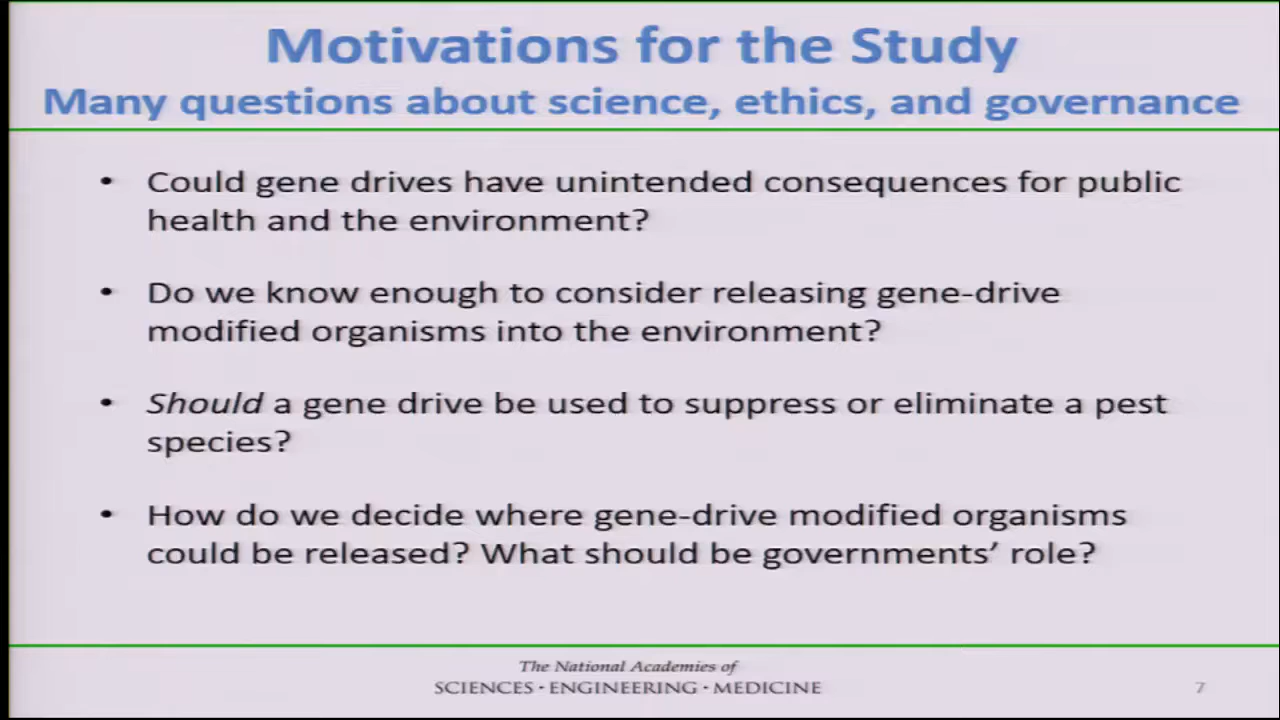 Motivations for the Study
Many questions about science, ethics, and governance
• Could gene drives have unintended consequences for public
health and the environment?
• Do we know enough to consider releasing gene-drive
modified organisms into the environment?
• Should a gene drive be used to suppress or eliminate a pest
species?
• How do we decide where gene-drive modified organisms
could be released? What should be governments’ role?
The National Academies of
SCIENCES · ENGINEERING · MEDICINE
7